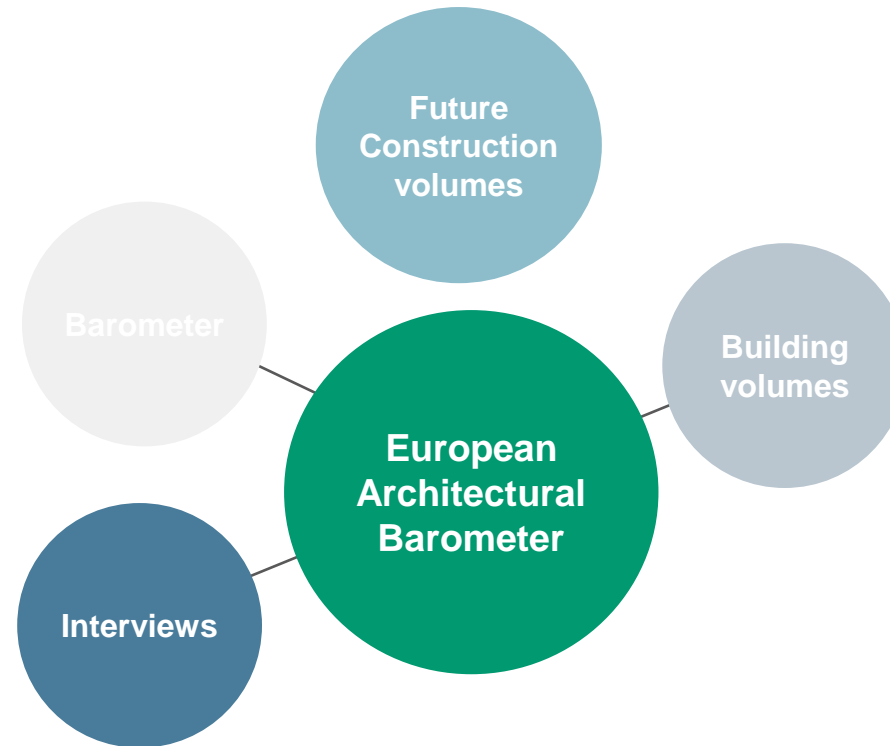 Future
Construction
volumes
Barometer
Building
volumes
European
Architectural
Barometer
Interviews